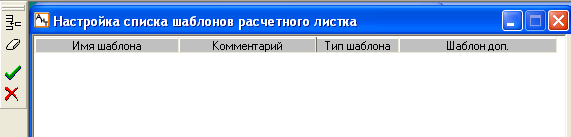 Настройка списка шаблонов расчетного листка
Имя шаблона Комментарий Тип шаблона Шаблон доп.